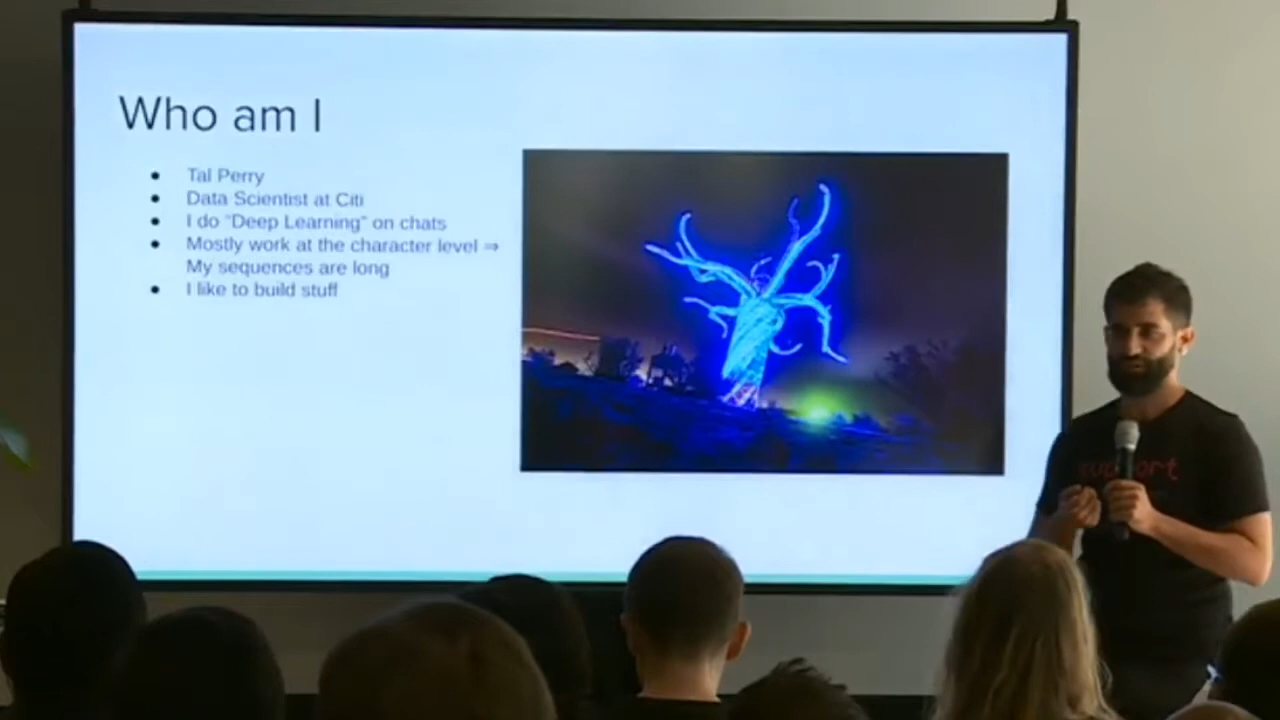 Who am I
Tal Perry
Data Scientist at Citi
I do "Deep Learning" on chats
Mostly work at the character level ⇒
My sequences are long
I like to build stuff
support